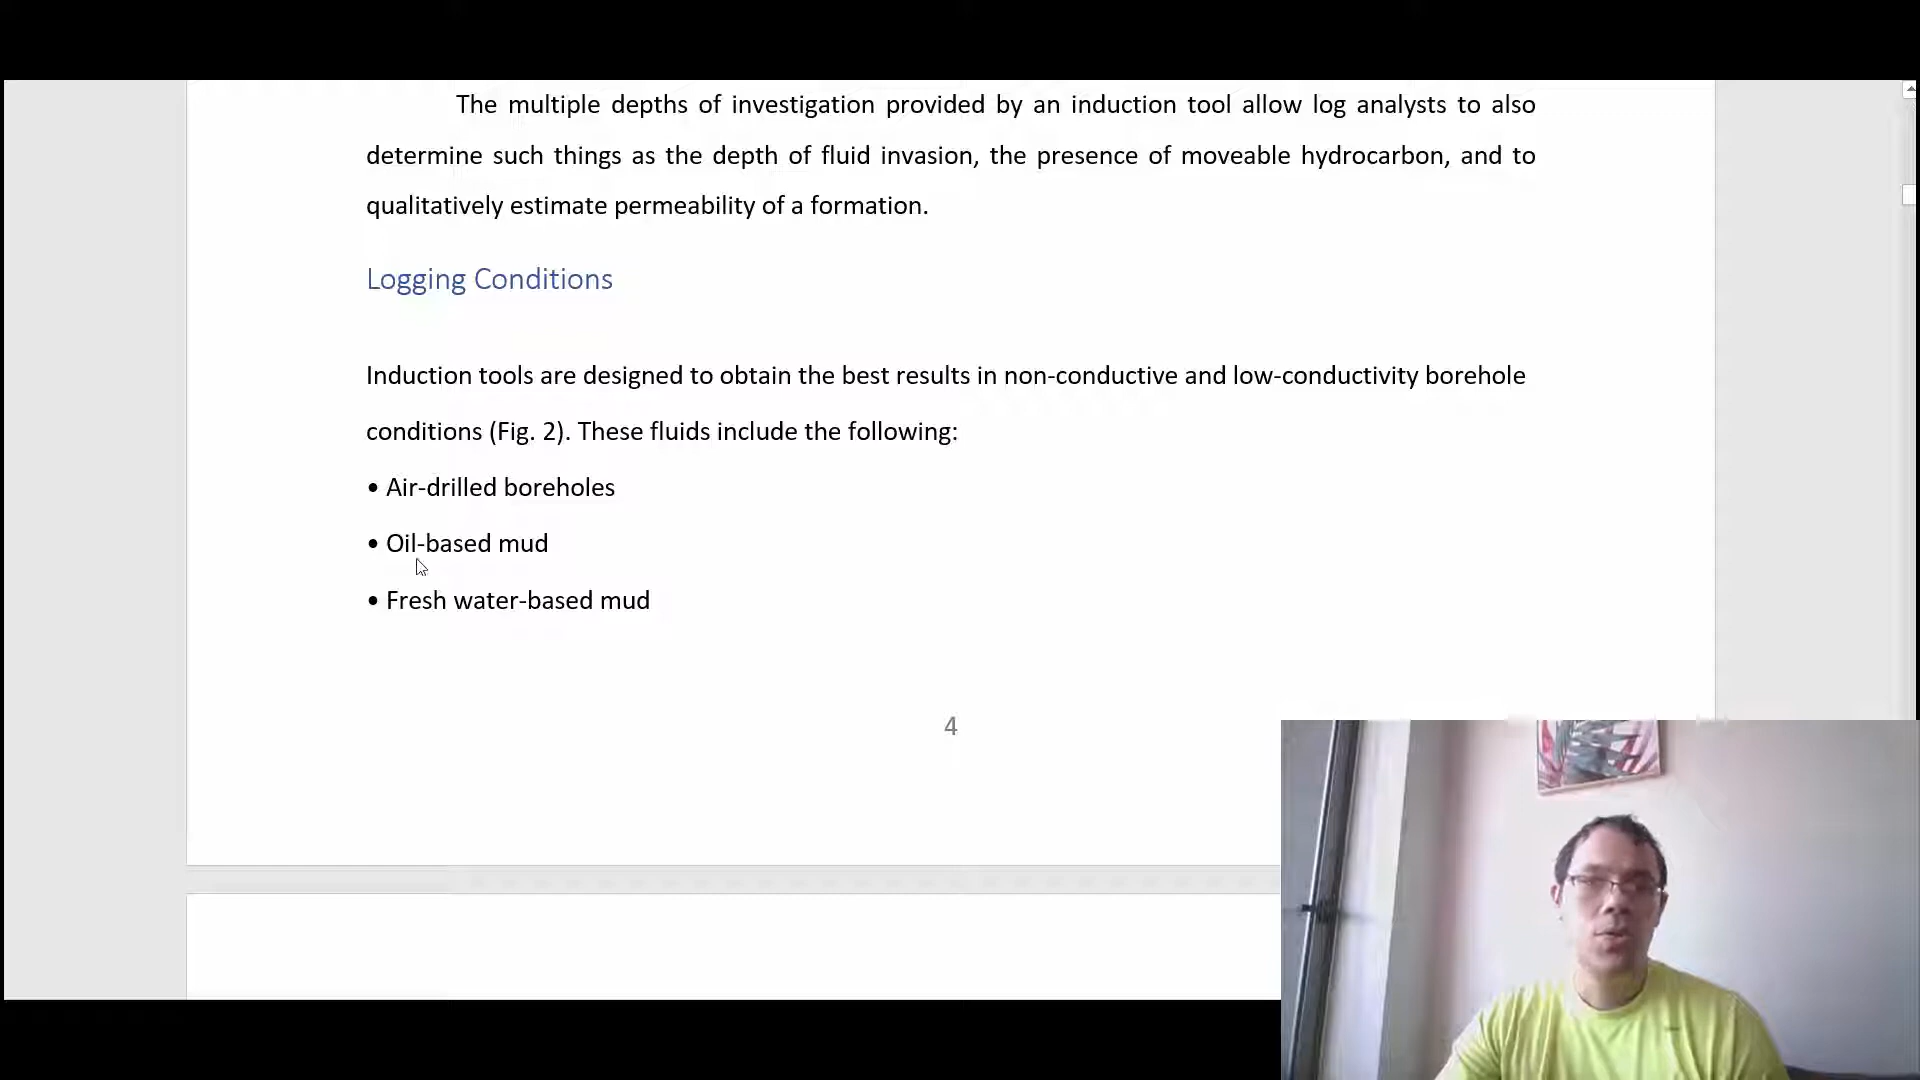 The multiple depths of investigation provided by an induction tool allow log analysts to also
determine such things as the depth of fluid invasion, the presence of moveable hydrocarbon, and to
qualitatively estimate permeability of a formation.
Logging Conditions
Induction tools are designed to obtain the best results in non-conductive and low-conductivity borehole
conditions (Fig. 2). These fluids include the following:
• Air-drilled boreholes
• Oil-based mud
• Fresh water-based mud
4